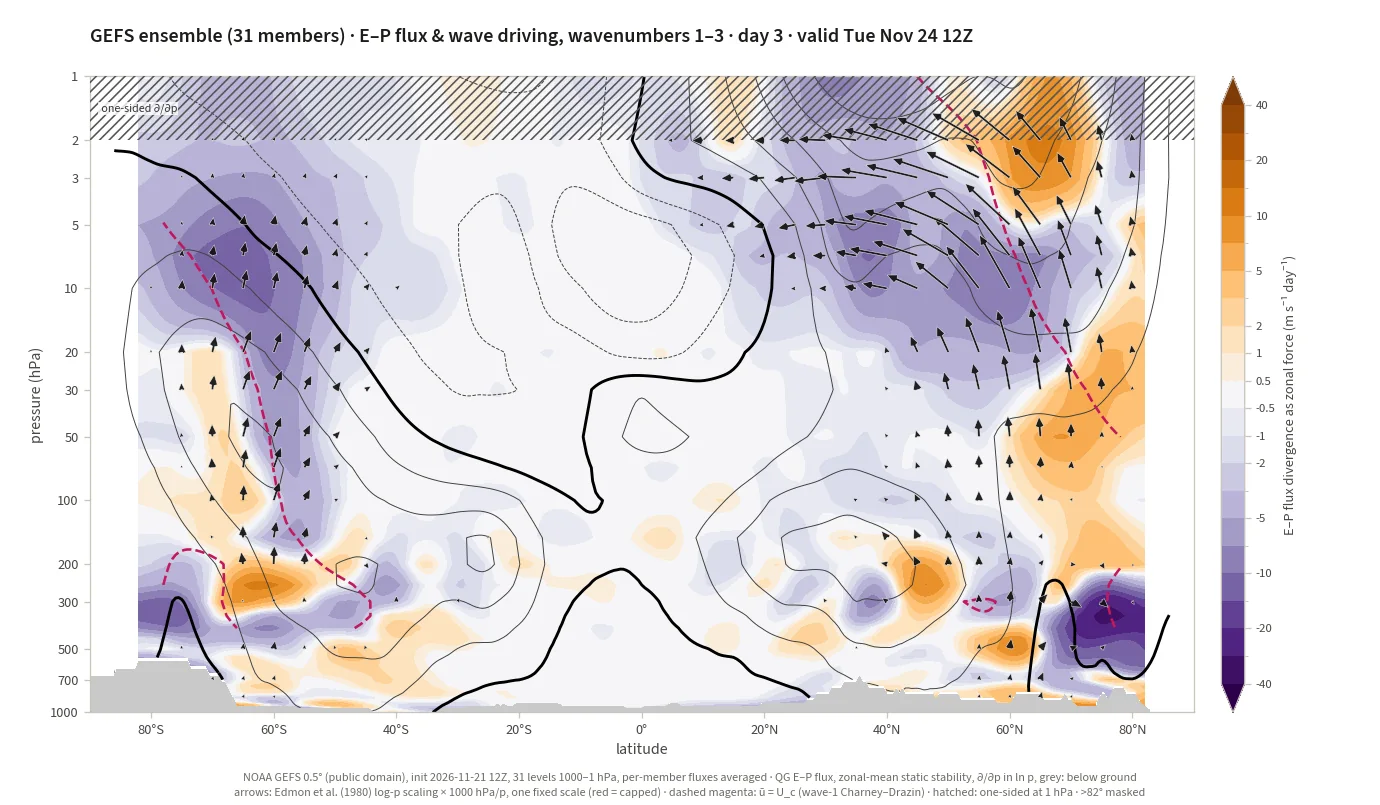 GEFS ensemble (31 members) · E–P flux & wave driving, wavenumbers 1–3 · day 3 · valid Tue Nov 24 12Z
one-sided ∂/∂p
1
2
3
5
10
20
30
50
100
200
300
500
700
1000
pressure (hPa)
80°S
60°S
40°S
20°S
0°
20°N
40°N
60°N
80°N
latitude
40
20
10
5
2
1
0.5
-0.5
-1
-2
-5
-10
-20
-40
E–P flux divergence as zonal force (m s⁻¹ day⁻¹)
NOAA GEFS 0.5° (public domain), init 2026-11-21 12Z, 31 levels 1000–1 hPa, per-member fluxes averaged · QG E–P flux, zonal-mean static stability, ∂/∂p in ln p, grey: below ground
arrows: Edmon et al. (1980) log-p scaling × 1000 hPa/p, one fixed scale (red = capped) · dashed magenta: ū = U_c (wave-1 Charney–Drazin) · hatched: one-sided at 1 hPa · >82° masked